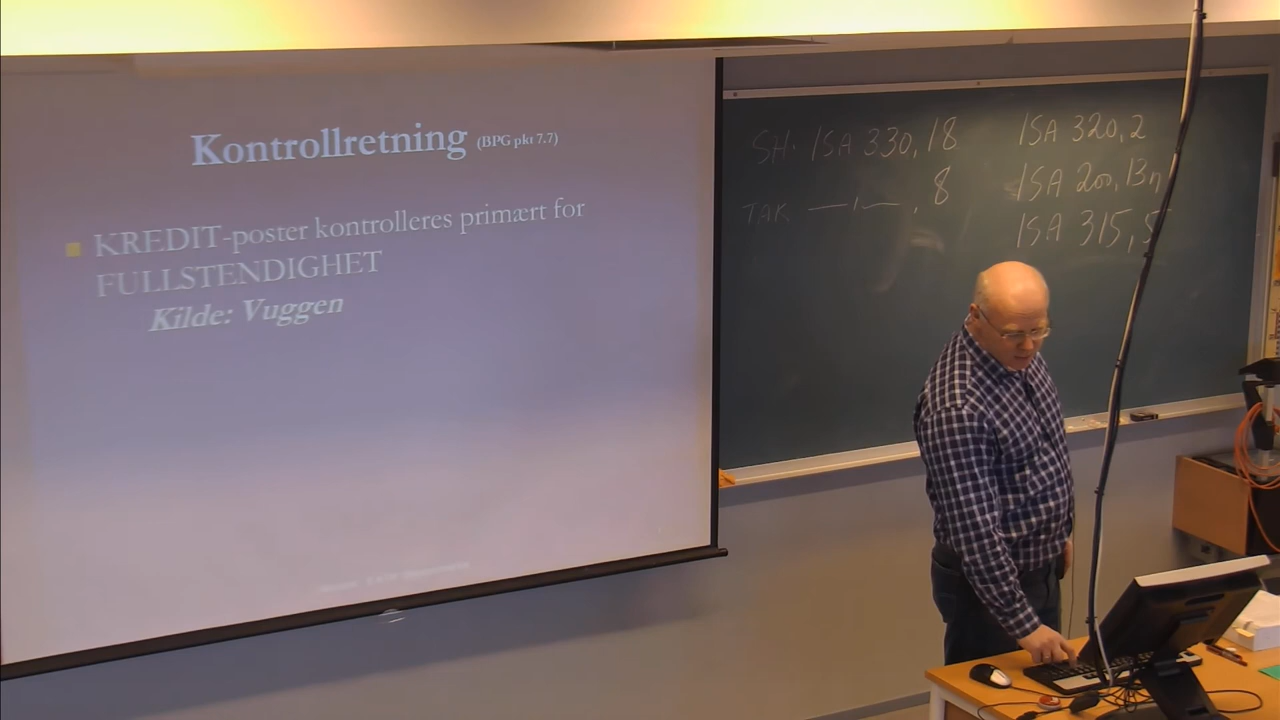 Kontrollretning (BPG pkt 7.7)
KREDIT-poster kontrolleres primært for
FULLSTENDIGHET
Kilde: Vuggen
SH: ISA 330, 18
TAK. —,,— , 8
ISA 320, 2
ISA 200, 13n
ISA 315, 5